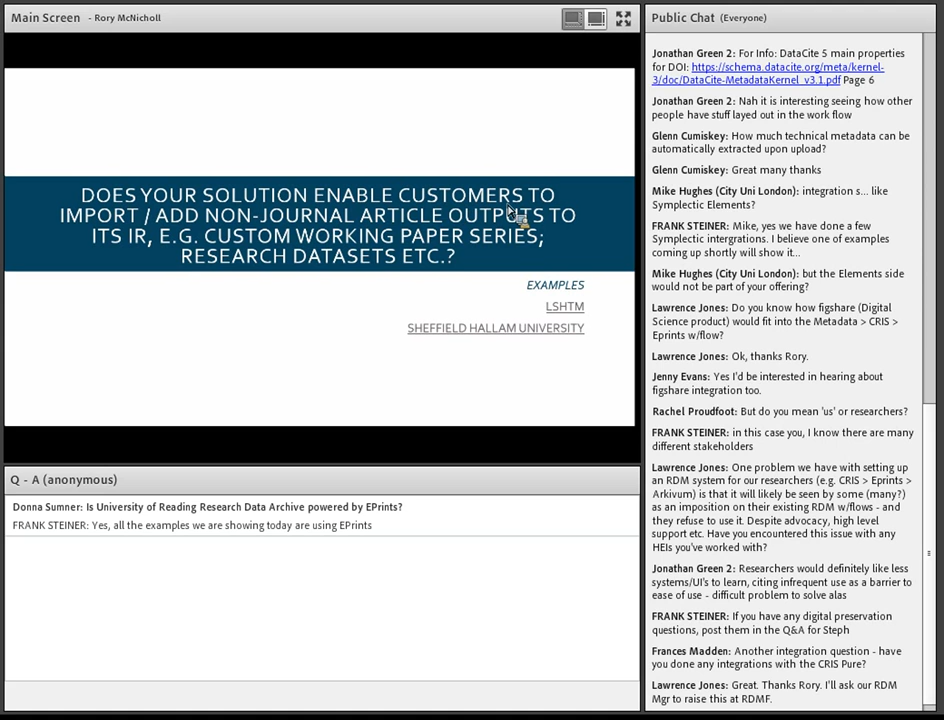 Main Screen - Rory McNicholl
DOES YOUR SOLUTION ENABLE CUSTOMERS TO
IMPORT / ADD NON-JOURNAL ARTICLE OUTPUTS TO
ITS IR, E.G. CUSTOM WORKING PAPER SERIES;
RESEARCH DATASETS ETC.?
EXAMPLES
LSHTM
SHEFFIELD HALLAM UNIVERSITY
Q - A (anonymous)
Donna Sumner: Is University of Reading Research Data Archive powered by EPrints?
FRANK STEINER: Yes, all the examples we are showing today are using EPrints
Public Chat (Everyone)
Jonathan Green 2: For Info: DataCite 5 main properties
for DOI: https://schema.datacite.org/meta/kernel-
3/doc/DataCite-MetadataKernel_v3.1.pdf Page 6
Jonathan Green 2: Nah it is interesting seeing how other
people have stuff layed out in the work flow
Glenn Cumiskey: How much technical metadata can be
automatically extracted upon upload?
Glenn Cumiskey: Great many thanks
Mike Hughes (City Uni London): integration s... like
Symplectic Elements?
FRANK STEINER: Mike, yes we have done a few
Symplectic intergrations. I believe one of examples
coming up shortly will show it...
Mike Hughes (City Uni London): but the Elements side
would not be part of your offering?
Lawrence Jones: Do you know how figshare (Digital
Science product) would fit into the Metadata > CRIS >
Eprints w/flow?
Lawrence Jones: Ok, thanks Rory.
Jenny Evans: Yes I'd be interested in hearing about
figshare integration too.
Rachel Proudfoot: But do you mean 'us' or researchers?
FRANK STEINER: in this case you, I know there are many
different stakeholders
Lawrence Jones: One problem we have with setting up
an RDM system for our researchers (e.g. CRIS > Eprints >
Arkivum) is that it will likely be seen by some (many?)
as an imposition on their existing RDM w/flows - and
they refuse to use it. Despite advocacy, high level
support etc. Have you encountered this issue with any
HEIs you've worked with?
Jonathan Green 2: Researchers would definitely like less
systems/UI's to learn, citing infrequent use as a barrier to
ease of use - difficult problem to solve alas
FRANK STEINER: If you have any digital preservation
questions, post them in the Q&A for Steph
Frances Madden: Another integration question - have
you done any integrations with the CRIS Pure?
Lawrence Jones: Great. Thanks Rory. I'll ask our RDM
Mgr to raise this at RDMF.